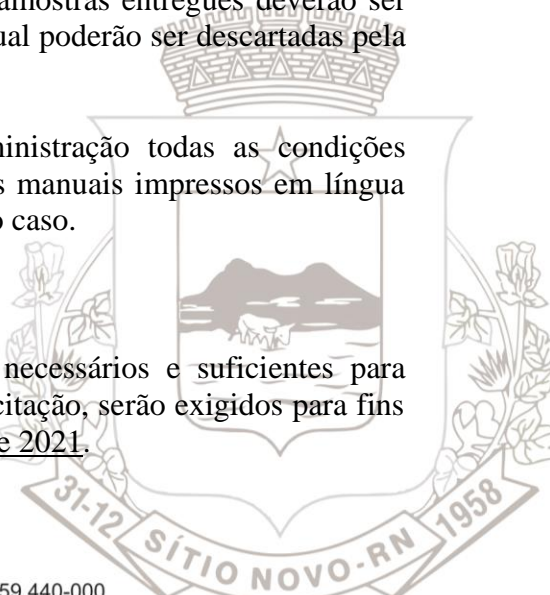 amostras entregues deverão ser
ual poderão ser descartadas pela
ministração todas as condições
s manuais impressos em língua
o caso.
necessários e suficientes para
citação, serão exigidos para fins
e 2021.
31-12 SÍTIO NOVO-RN 1958
59.440-000